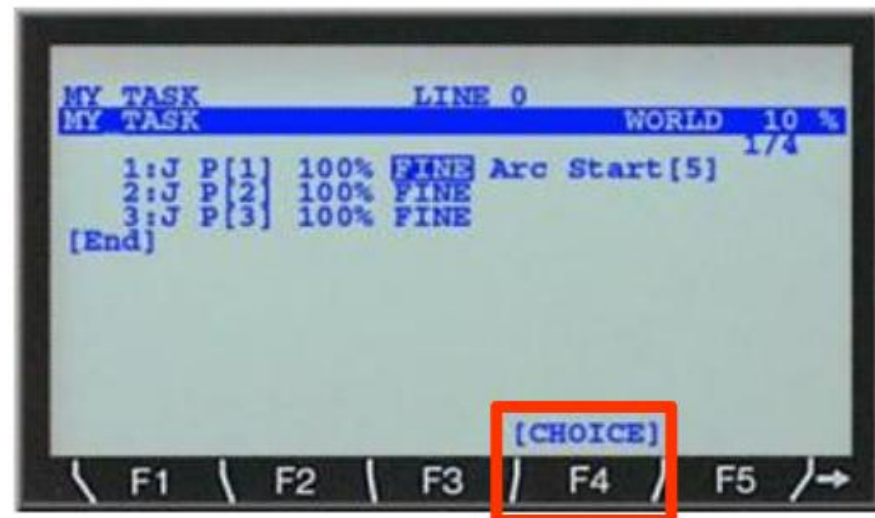 MY TASK LINE 0
MY TASK WORLD 10 %
1/4
1:J P[1] 100% FINE Arc Start[5]
2:J P[2] 100% FINE
3:J P[3] 100% FINE
[End]
[CHOICE]
F1 F2 F3 F4 F5